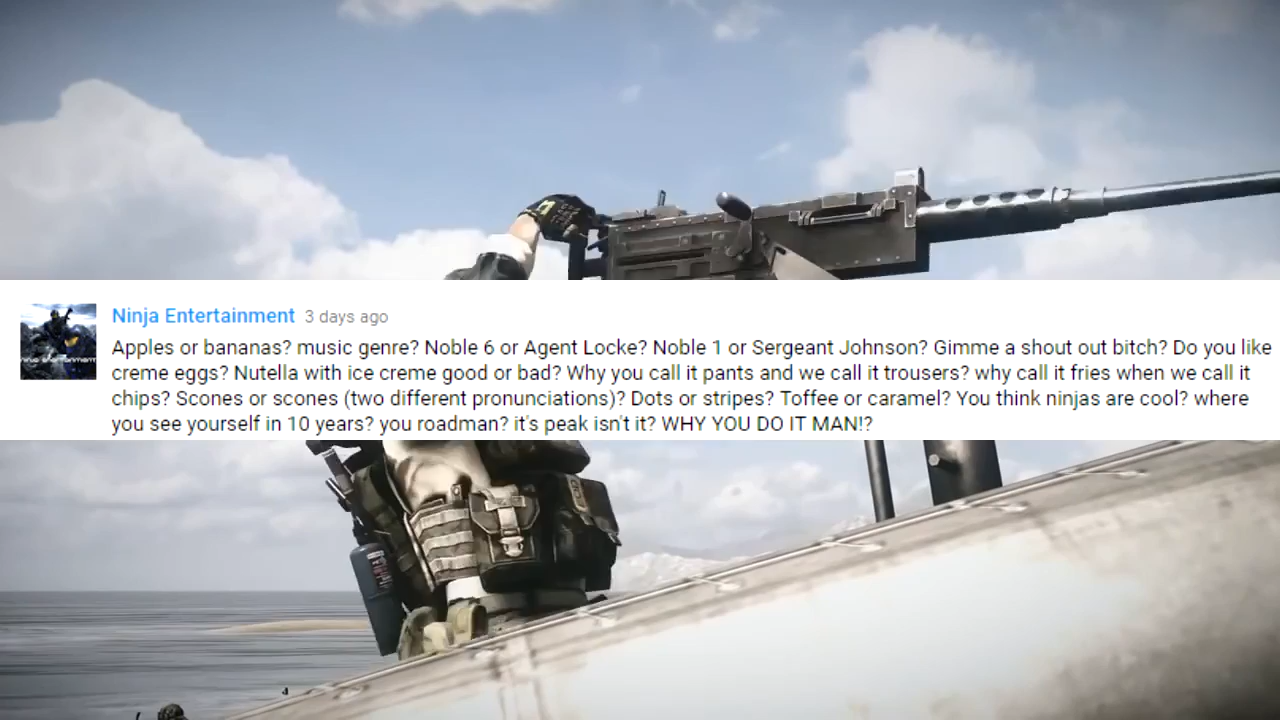 Ninja Entertainment 3 days ago
Apples or bananas? music genre? Noble 6 or Agent Locke? Noble 1 or Sergeant Johnson? Gimme a shout out bitch? Do you like
creme eggs? Nutella with ice creme good or bad? Why you call it pants and we call it trousers? why call it fries when we call it
chips? Scones or scones (two different pronunciations)? Dots or stripes? Toffee or caramel? You think ninjas are cool? where
you see yourself in 10 years? you roadman? it's peak isn't it? WHY YOU DO IT MAN!?